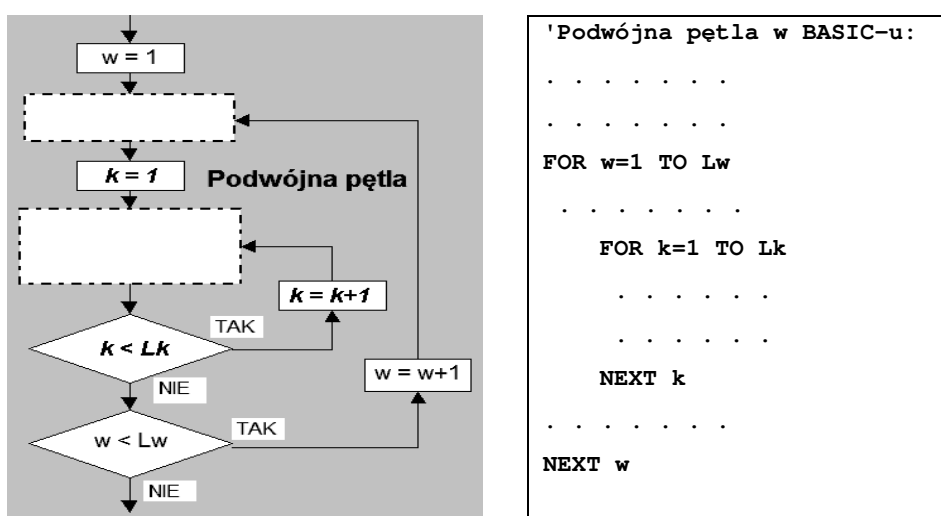 w = 1
k = 1
Podwójna pętla
k = k+1
TAK
k < Lk
w = w+1
NIE
TAK
w < Lw
NIE
'Podwójna pętla w BASIC-u:
. . . . . . .
. . . . . . .
FOR w=1 TO Lw
. . . . . . .
FOR k=1 TO Lk
. . . . . .
. . . . . .
NEXT k
. . . . . . .
NEXT w